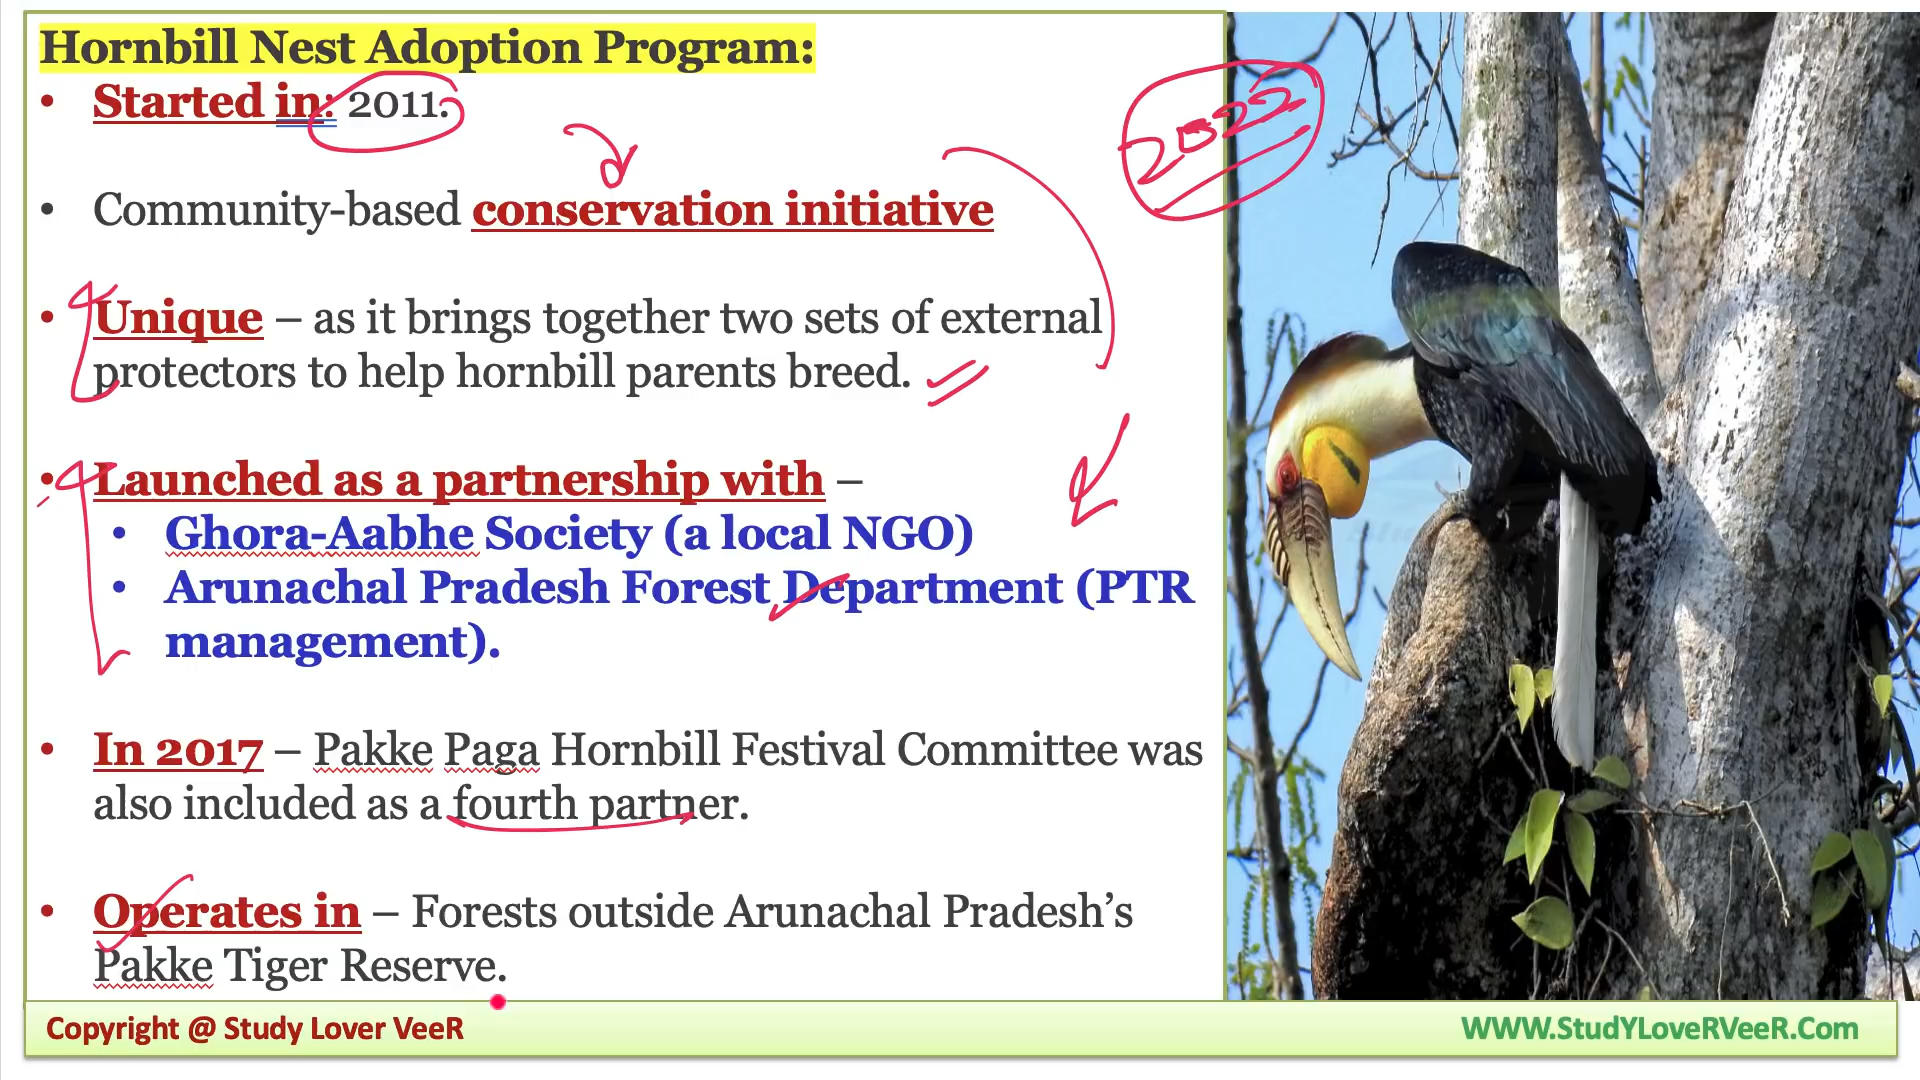 Hornbill Nest Adoption Program:
• Started in: 2011.
2022
• Community-based conservation initiative
• Unique – as it brings together two sets of external
protectors to help hornbill parents breed.
• Launched as a partnership with –
• Ghora-Aabhe Society (a local NGO)
• Arunachal Pradesh Forest Department (PTR
management).
• In 2017 – Pakke Paga Hornbill Festival Committee was
also included as a fourth partner.
• Operates in – Forests outside Arunachal Pradesh’s
Pakke Tiger Reserve.
Copyright @ Study Lover VeeR
WWW.StudYLoveRVeeR.Com